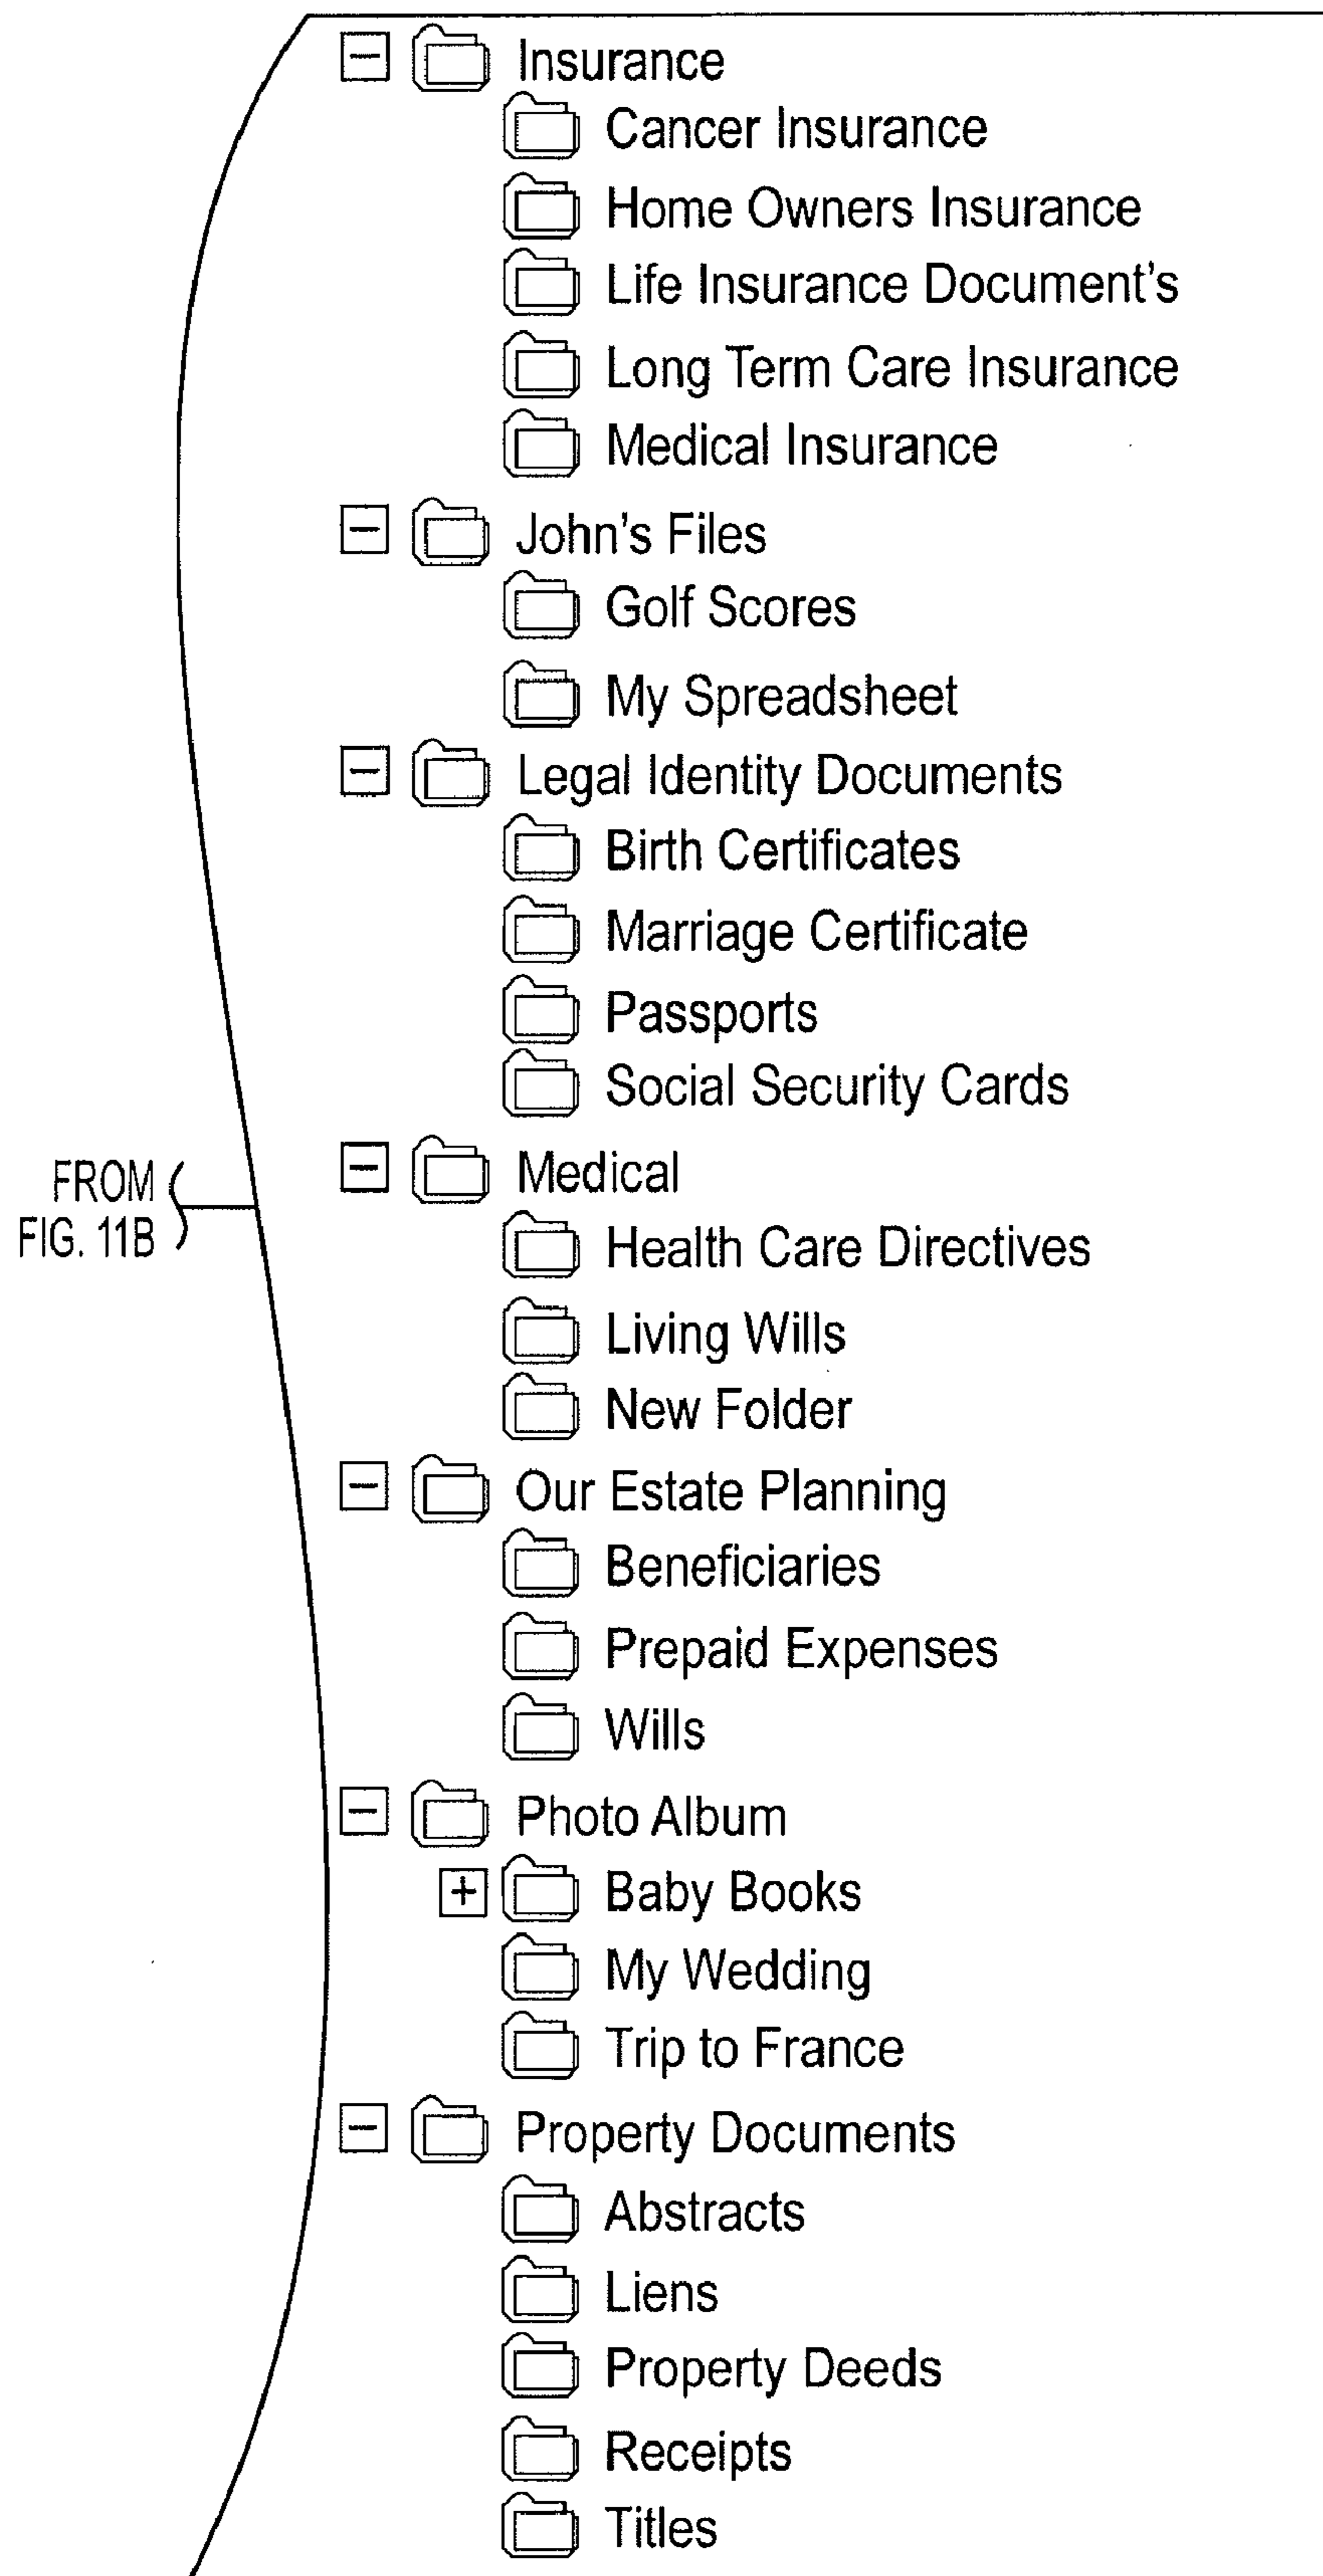 Insurance
Cancer Insurance
Home Owners Insurance
Life Insurance Document's
Long Term Care Insurance
Medical Insurance
John's Files
Golf Scores
My Spreadsheet
Legal Identity Documents
Birth Certificates
Marriage Certificate
Passports
Social Security Cards
FROM
FIG. 11B
Medical
Health Care Directives
Living Wills
New Folder
Our Estate Planning
Beneficiaries
Prepaid Expenses
Wills
Photo Album
Baby Books
My Wedding
Trip to France
Property Documents
Abstracts
Liens
Property Deeds
Receipts
Titles